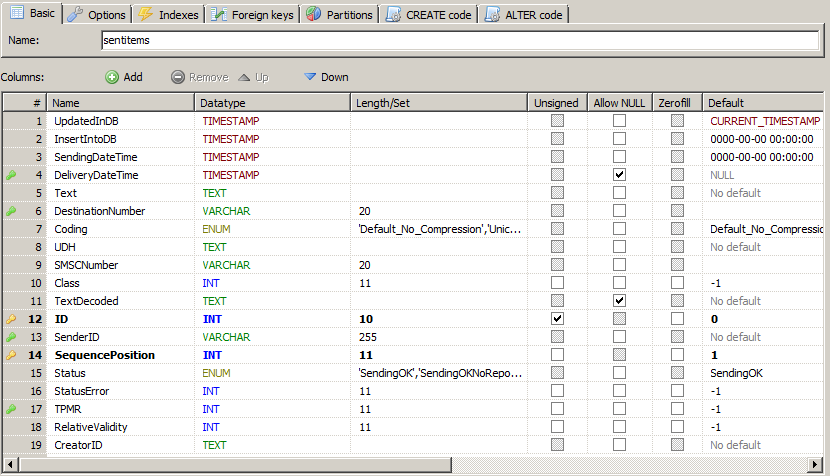 Basic Options Indexes Foreign keys Partitions CREATE code ALTER code
Name: sentitems
Columns: Add Remove Up Down
# Name Datatype Length/Set Unsigned Allow NULL Zerofill Default
1 UpdatedInDB TIMESTAMP CURRENT_TIMESTAMP
2 InsertIntoDB TIMESTAMP 0000-00-00 00:00:00
3 SendingDateTime TIMESTAMP 0000-00-00 00:00:00
4 DeliveryDateTime TIMESTAMP NULL
5 Text TEXT No default
6 DestinationNumber VARCHAR 20
7 Coding ENUM 'Default_No_Compression','Unic... Default_No_Compressio
8 UDH TEXT No default
9 SMSCNumber VARCHAR 20
10 Class INT 11 -1
11 TextDecoded TEXT No default
12 ID INT 10 0
13 SenderID VARCHAR 255 No default
14 SequencePosition INT 11 1
15 Status ENUM 'SendingOK','SendingOKNoRepo... SendingOK
16 StatusError INT 11 -1
17 TPMR INT 11 -1
18 RelativeValidity INT 11 -1
19 CreatorID TEXT No default